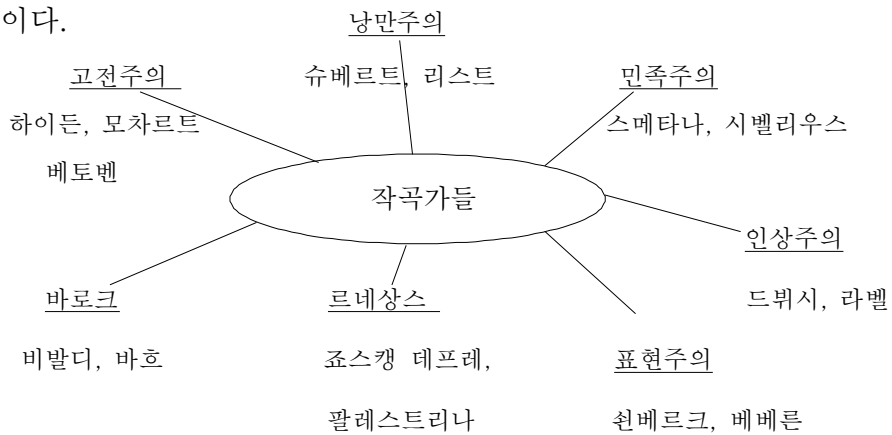 이다.
낭만주의
슈베르트, 리스트
고전주의
하이든, 모차르트
베토벤
민족주의
스메타나, 시벨리우스
작곡가들
인상주의
드뷔시, 라벨
바로크
비발디, 바흐
르네상스
죠스캥 데프레,
팔레스트리나
표현주의
쇤베르크, 베베른